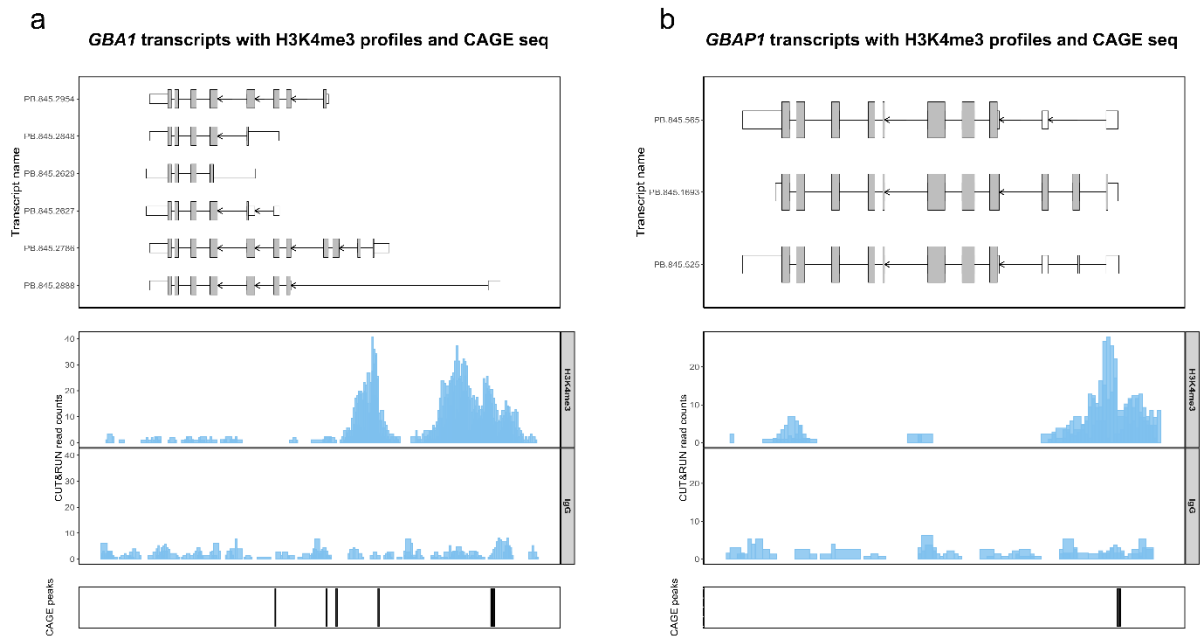 a
GBA1 transcripts with H3K4me3 profiles and CAGE seq
Transcript name
PB.845.2954
PB.845.2848
PB.845.2629
PB.845.2627
PB.845.2786
PB.845.2888
CUT&RUN read counts
40
30
20
10
0
H3K4me3
40
30
20
10
0
IgG
CAGE peaks
b
GBAP1 transcripts with H3K4me3 profiles and CAGE seq
Transcript name
PB.845.565
PB.845.1693
PB.845.525
CUT&RUN read counts
20
10
0
H3K4me3
20
10
0
IgG
CAGE peaks